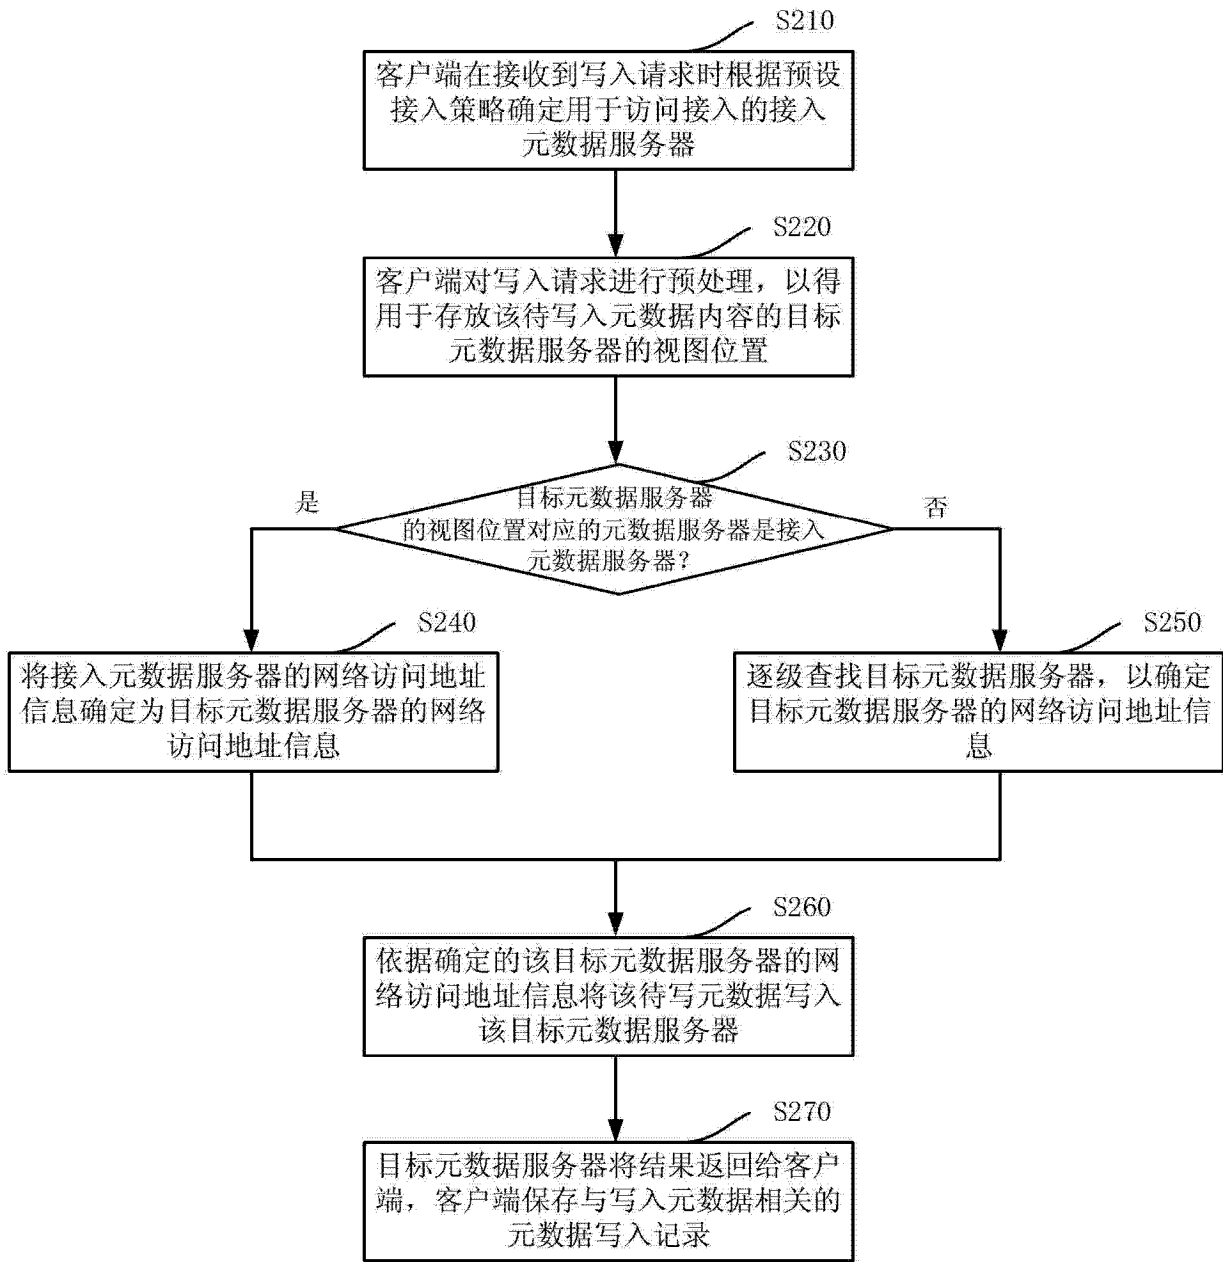 S210
客户端在接收到写入请求时根据预设
接入策略确定用于访问接入的接入
元数据服务器
S220
客户端对写入请求进行预处理，以得
用于存放该待写入元数据内容的目标
元数据服务器的视图位置
S230
目标元数据服务器
的视图位置对应的元数据服务器是接入
元数据服务器？
是
否
S240
将接入元数据服务器的网络访问地址
信息确定为目标元数据服务器的网络
访问地址信息
S250
逐级查找目标元数据服务器，以确定
目标元数据服务器的网络访问地址信
息
S260
依据确定的该目标元数据服务器的网
络访问地址信息将该待写元数据写入
该目标元数据服务器
S270
目标元数据服务器将结果返回给客户
端，客户端保存与写入元数据相关的
元数据写入记录